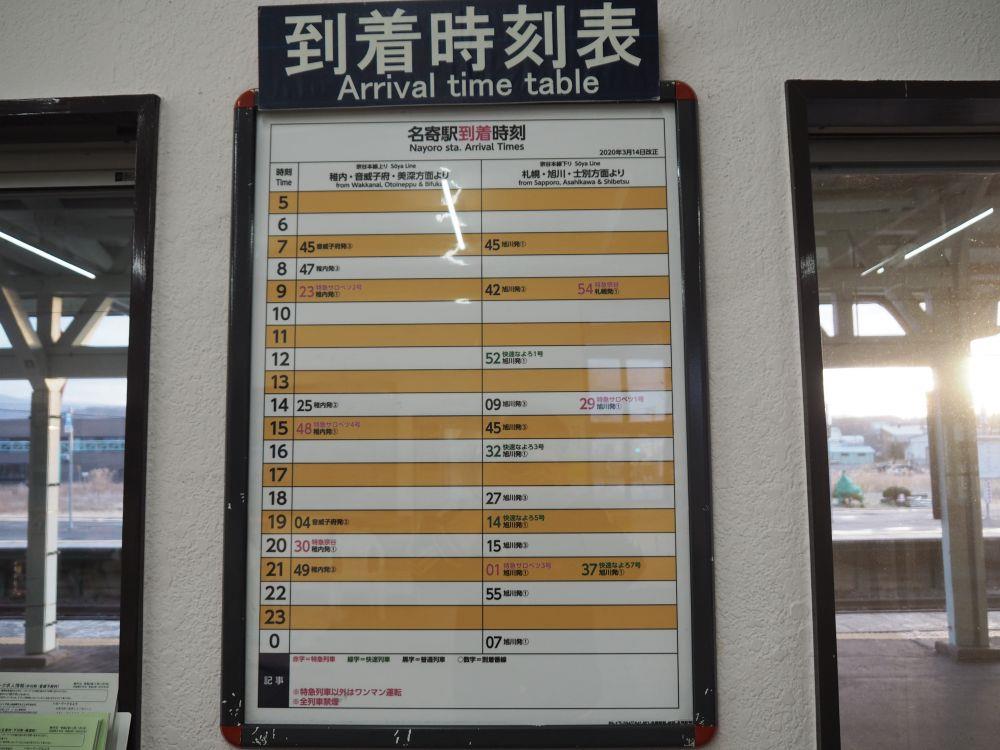 到着時刻表
Arrival time table
名寄駅到着時刻
Nayoro sta. Arrival Times
2020年3月14日改正
時刻
Time
宗谷本線上り Sōya Line
稚内・音威子府・美深方面より
from Wakkanai, Otoineppu & Bifuka
宗谷本線下り Sōya Line
札幌・旭川・士別方面より
from Sapporo, Asahikawa & Shibetsu
5
6
7 45 音威子府発③ 45 旭川発①
8 47 稚内発③
9 23 特急サロベツ2号 稚内発① 42 旭川発② 54 特急宗谷 札幌発①
10
11
12 52 快速なよろ1号 旭川発①
13
14 25 稚内発② 09 旭川発③ 29 特急サロベツ1号 旭川発①
15 48 特急サロベツ4号 稚内発① 45 旭川発③
16 32 快速なよろ3号 旭川発①
17
18 27 旭川発③
19 04 音威子府発② 14 快速なよろ5号 旭川発①
20 30 特急宗谷 稚内発① 15 旭川発③
21 49 稚内発③ 01 特急サロベツ3号 旭川発① 37 快速なよろ7号 旭川発①
22 55 旭川発①
23
0 07 旭川発①
記事
赤字=特急列車 緑字=快速列車 黒字=普通列車 ○数字=到着番線
※特急列車以外はワンマン運転
※全列車禁煙